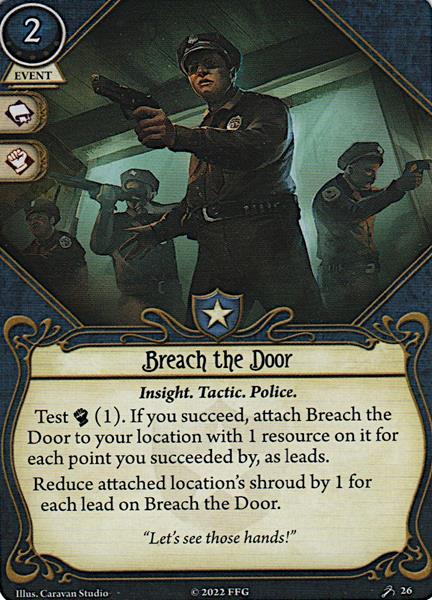 2
EVENT
Breach the Door
Insight. Tactic. Police.
Test (1). If you succeed, attach Breach the
Door to your location with 1 resource on it for
each point you succeeded by, as leads.
Reduce attached location's shroud by 1 for
each lead on Breach the Door.
"Let's see those hands!"
Illus. Caravan Studio © 2022 FFG 26